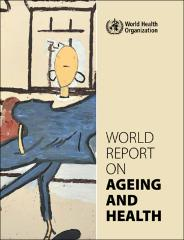 World Health
Organization
WORLD
REPORT
ON
AGEING
AND
HEALTH